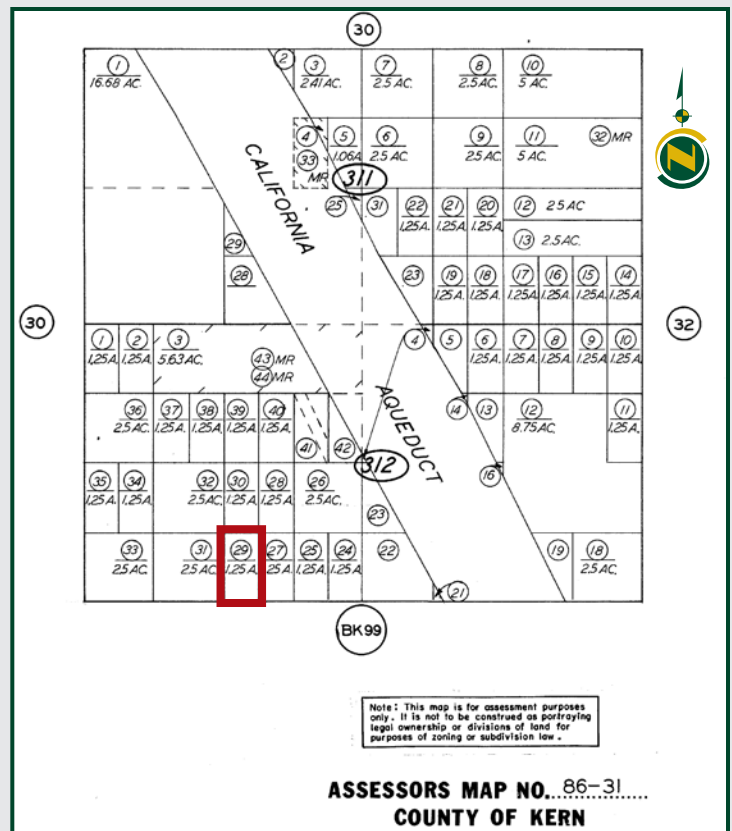 30
1 2 3 7 8 10
16.68 AC. 2.41 AC. 2.5 AC. 2.5 AC. 5 AC.
N
4 5 6 9 11 32 MR
1.06A 2.5 AC. 2.5 AC. 5 AC.
33
MR
CALIFORNIA
311
25 31 22 21 20 12 2.5 AC
1.25A. 1.25A. 1.25A.
29 13 2.5 AC.
28 23 19 18 17 16 15 14
1.25A. 1.25A. 1.25A. 1.25A. 1.25A. 1.25A.
30
32
1 2 3 4 5 6 7 8 9 10
1.25A. 1.25A. 5.63 AC. 1.25A. 1.25A. 1.25A. 1.25A. 1.25A.
43 MR
44 MR
AQUEDUCT
36 37 38 39 40 14 13 12 11
2.5 AC. 1.25A. 1.25A. 1.25A. 1.25A. 8.75 AC. 1.25A.
41 42
312
16
35 34 32 30 28 26
1.25A. 1.25A. 2.5 AC. 1.25A. 1.25A. 2.5 AC.
23
33 31 29 27 25 24 22 19 18
2.5 AC. 2.5 AC. 1.25A. 1.25A. 1.25A. 1.25A. 2.5 AC.
21
BK99
Note: This map is for assessment purposes
only. It is not to be construed as portraying
legal ownership or divisions of land for
purposes of zoning or subdivision law.
ASSESSORS MAP NO. 86-31
COUNTY OF KERN